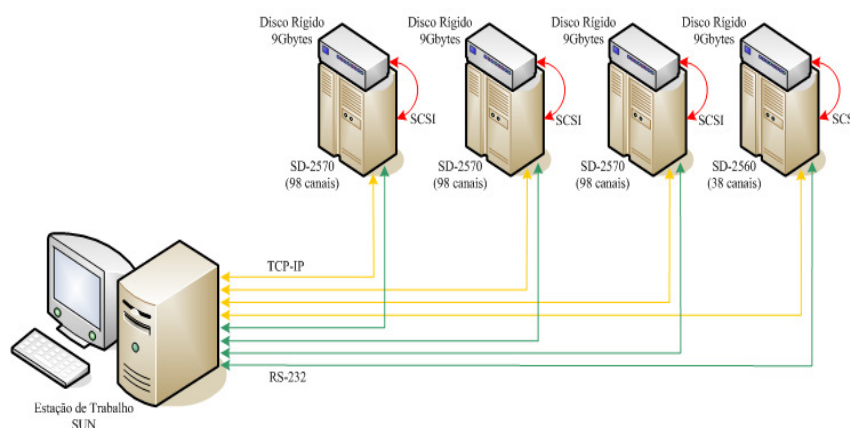 Disco Rígido
9Gbytes
Disco Rígido
9Gbytes
Disco Rígido
9Gbytes
Disco Rígido
9Gbytes
SCSI
SCSI
SCSI
SCSI
SD-2570
(98 canais)
SD-2570
(98 canais)
SD-2570
(98 canais)
SD-2560
(38 canais)
TCP-IP
RS-232
Estação de Trabalho
SUN